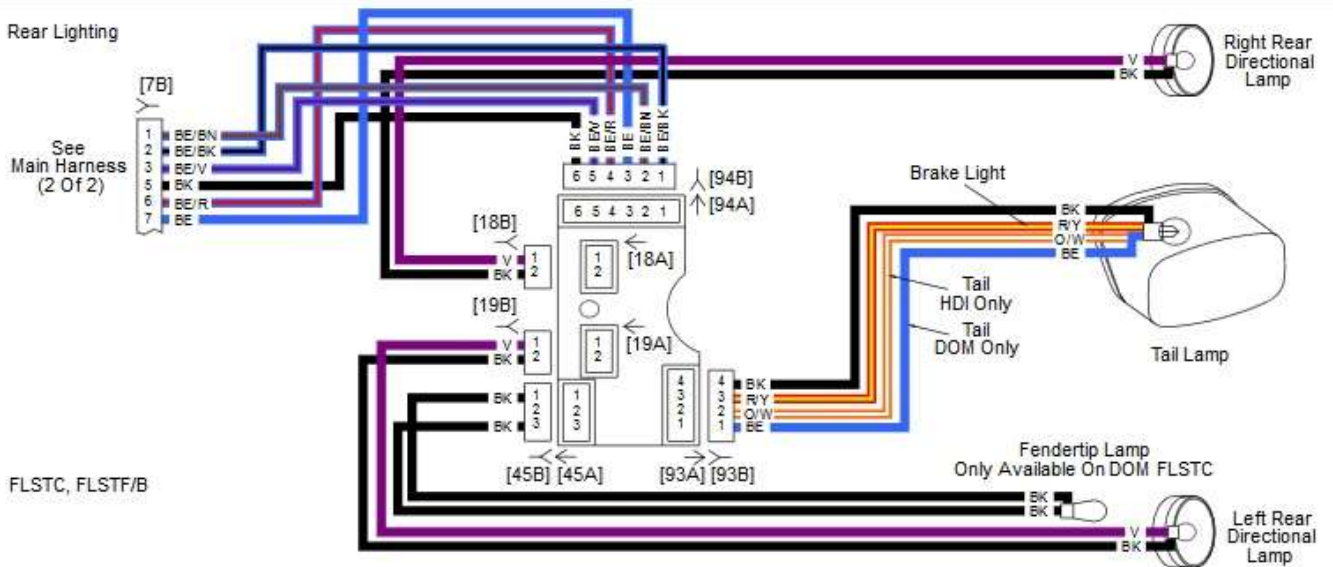 Rear Lighting
[7B]
See
Main Harness
(2 Of 2)
1 BE/BN
2 BE/BK
3 BE/V
5 BK
6 BE/R
7 BE
BK BE/V BE/R BE BE/BN BE/BK
6 5 4 3 2 1
[94B]
[94A]
6 5 4 3 2 1
V
BK
Right Rear
Directional
Lamp
[18B]
V 1
BK 2
[18A]
1
2
[19B]
V 1
BK 2
[19A]
1
2
BK 1
2
BK 3
1
2
3
[45B] [45A]
4
3
2
1
4 BK
3 R/Y
2 O/W
1 BE
[93A] [93B]
Brake Light
BK
R/Y
O/W
BE
Tail
HDI Only
Tail
DOM Only
Tail Lamp
Fendertip Lamp
Only Available On DOM FLSTC
BK
BK
FLSTC, FLSTF/B
V
BK
Left Rear
Directional
Lamp